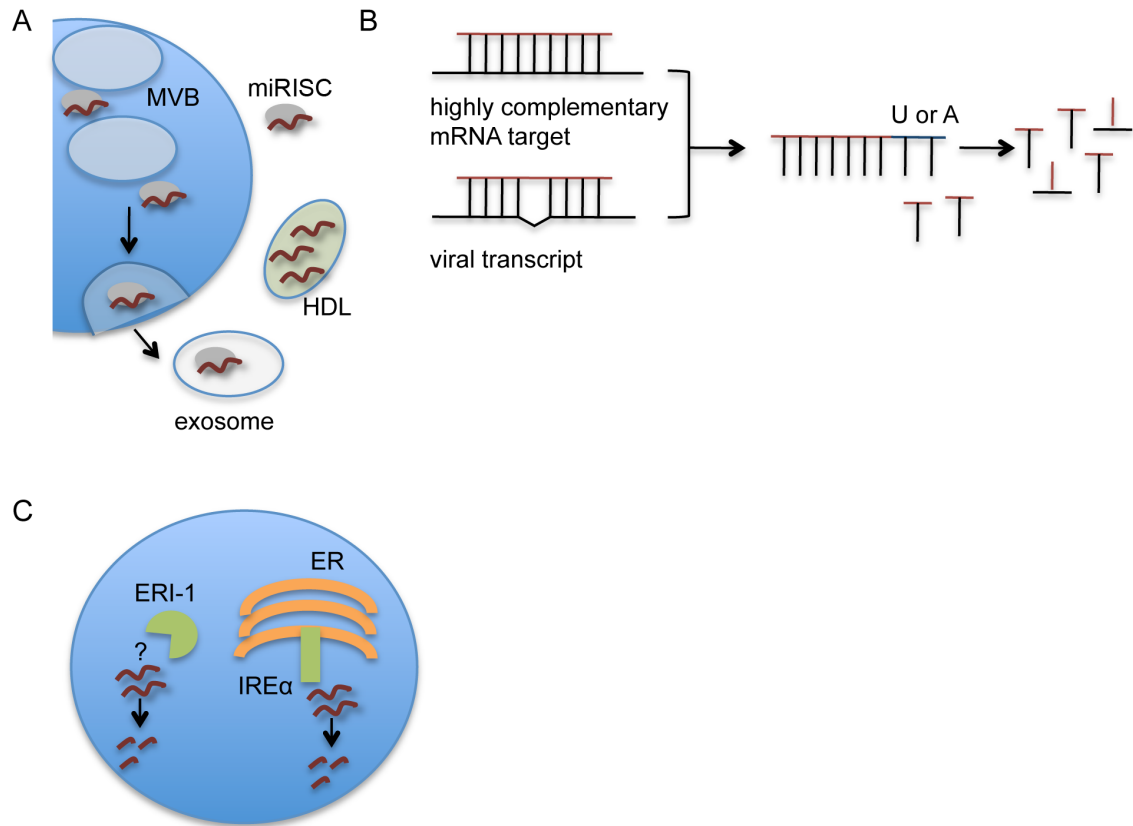 A
MVB
miRISC
HDL
exosome
B
highly complementary
mRNA target
viral transcript
U or A
C
ERI-1
?
ER
IREα